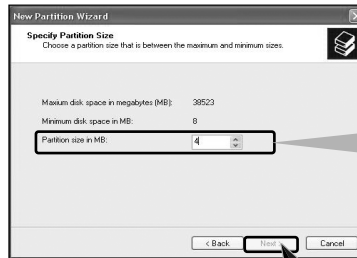 New Partition Wizard
Specify Partition Size
Choose a partition size that is between the maximum and minimum sizes.
Maxium disk space in megabytes (MB): 38523
Minimum disk space in MB: 8
Partition size in MB: 4
< Back Next > Cancel